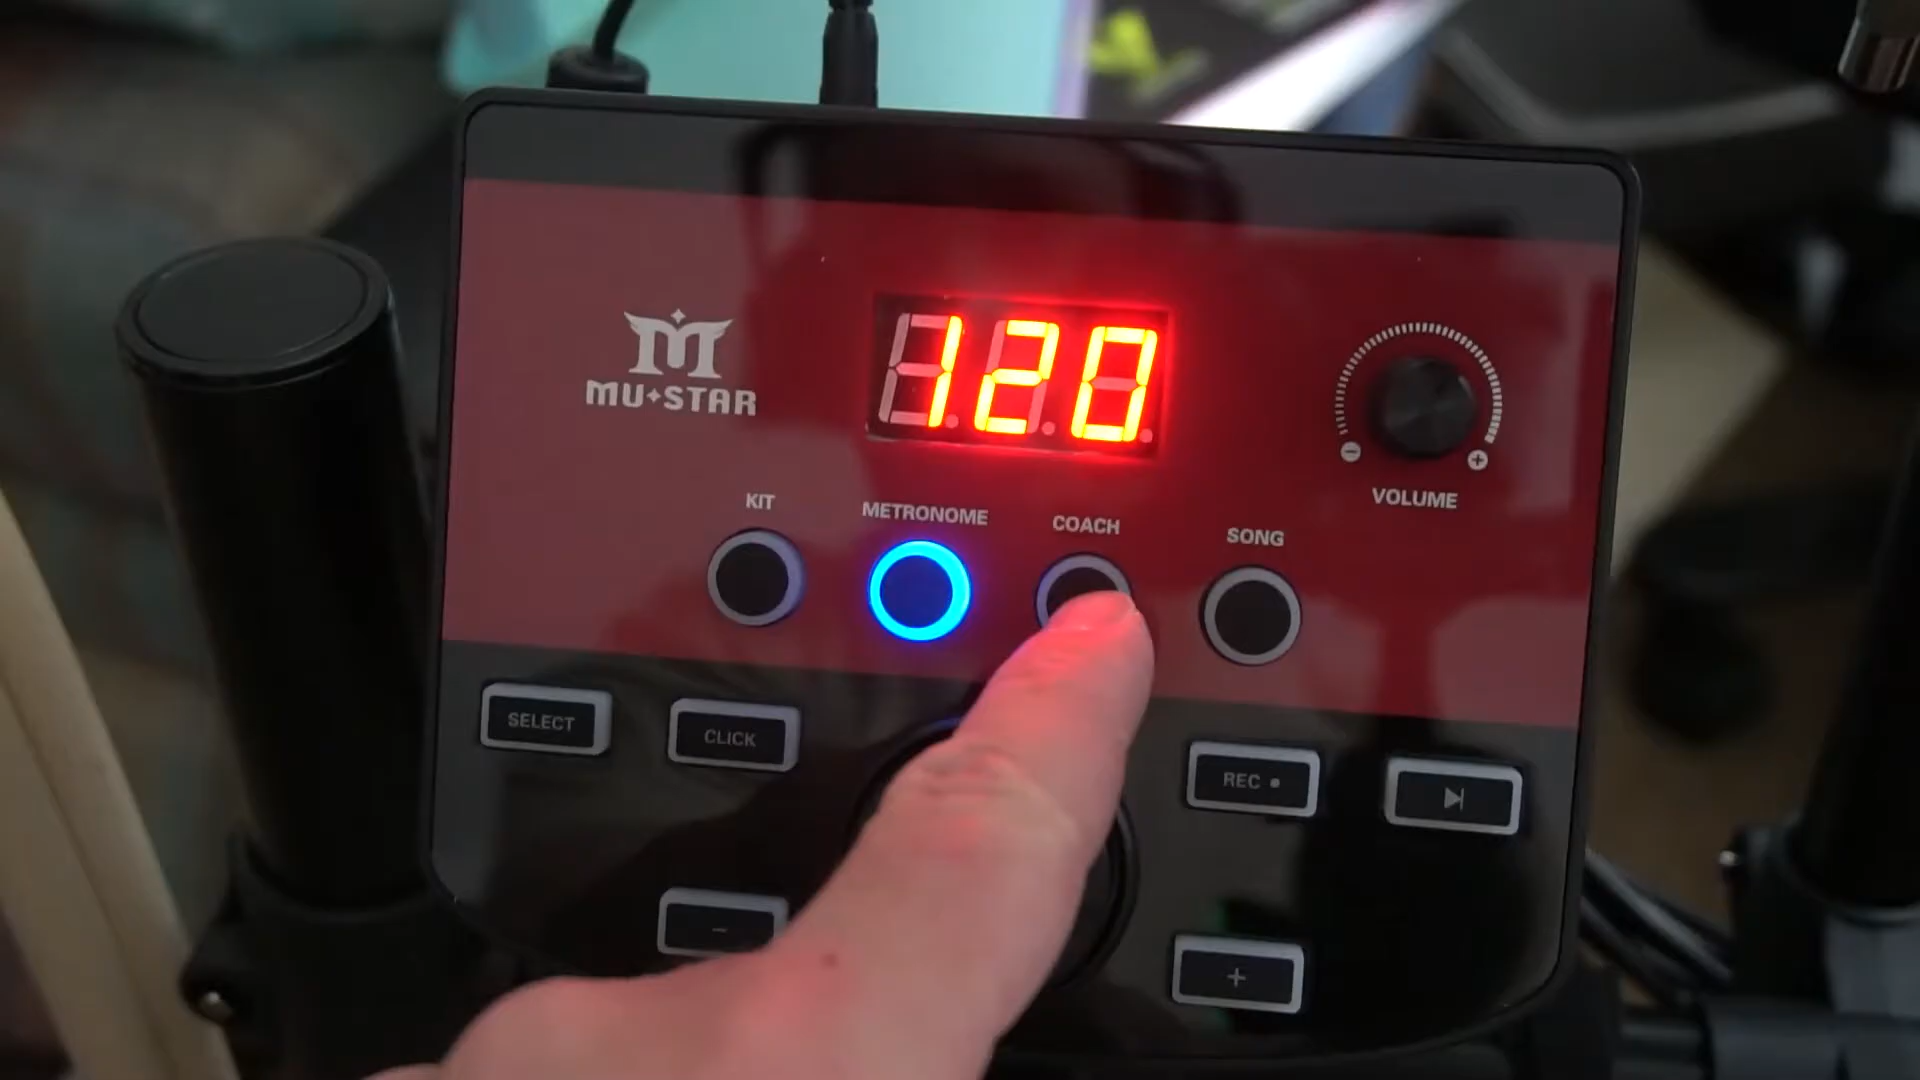 120
MU✦STAR
KIT
METRONOME
COACH
SONG
VOLUME
SELECT
CLICK
REC •
−
+